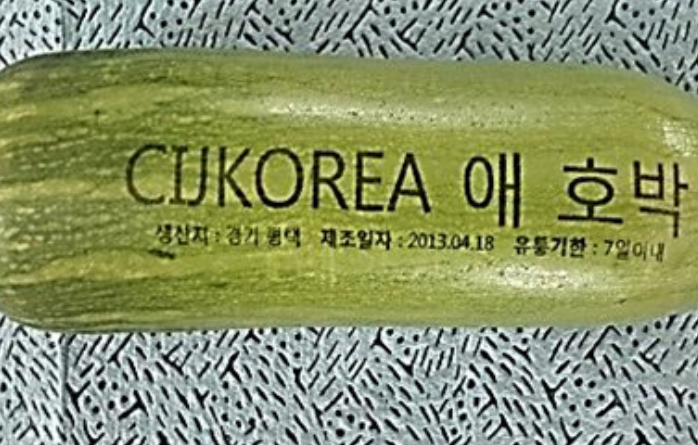 CIJKOREA 애 호박
생산지 : 경기 평택 제조일자 : 2013.04.18 유통기한 : 7일이내